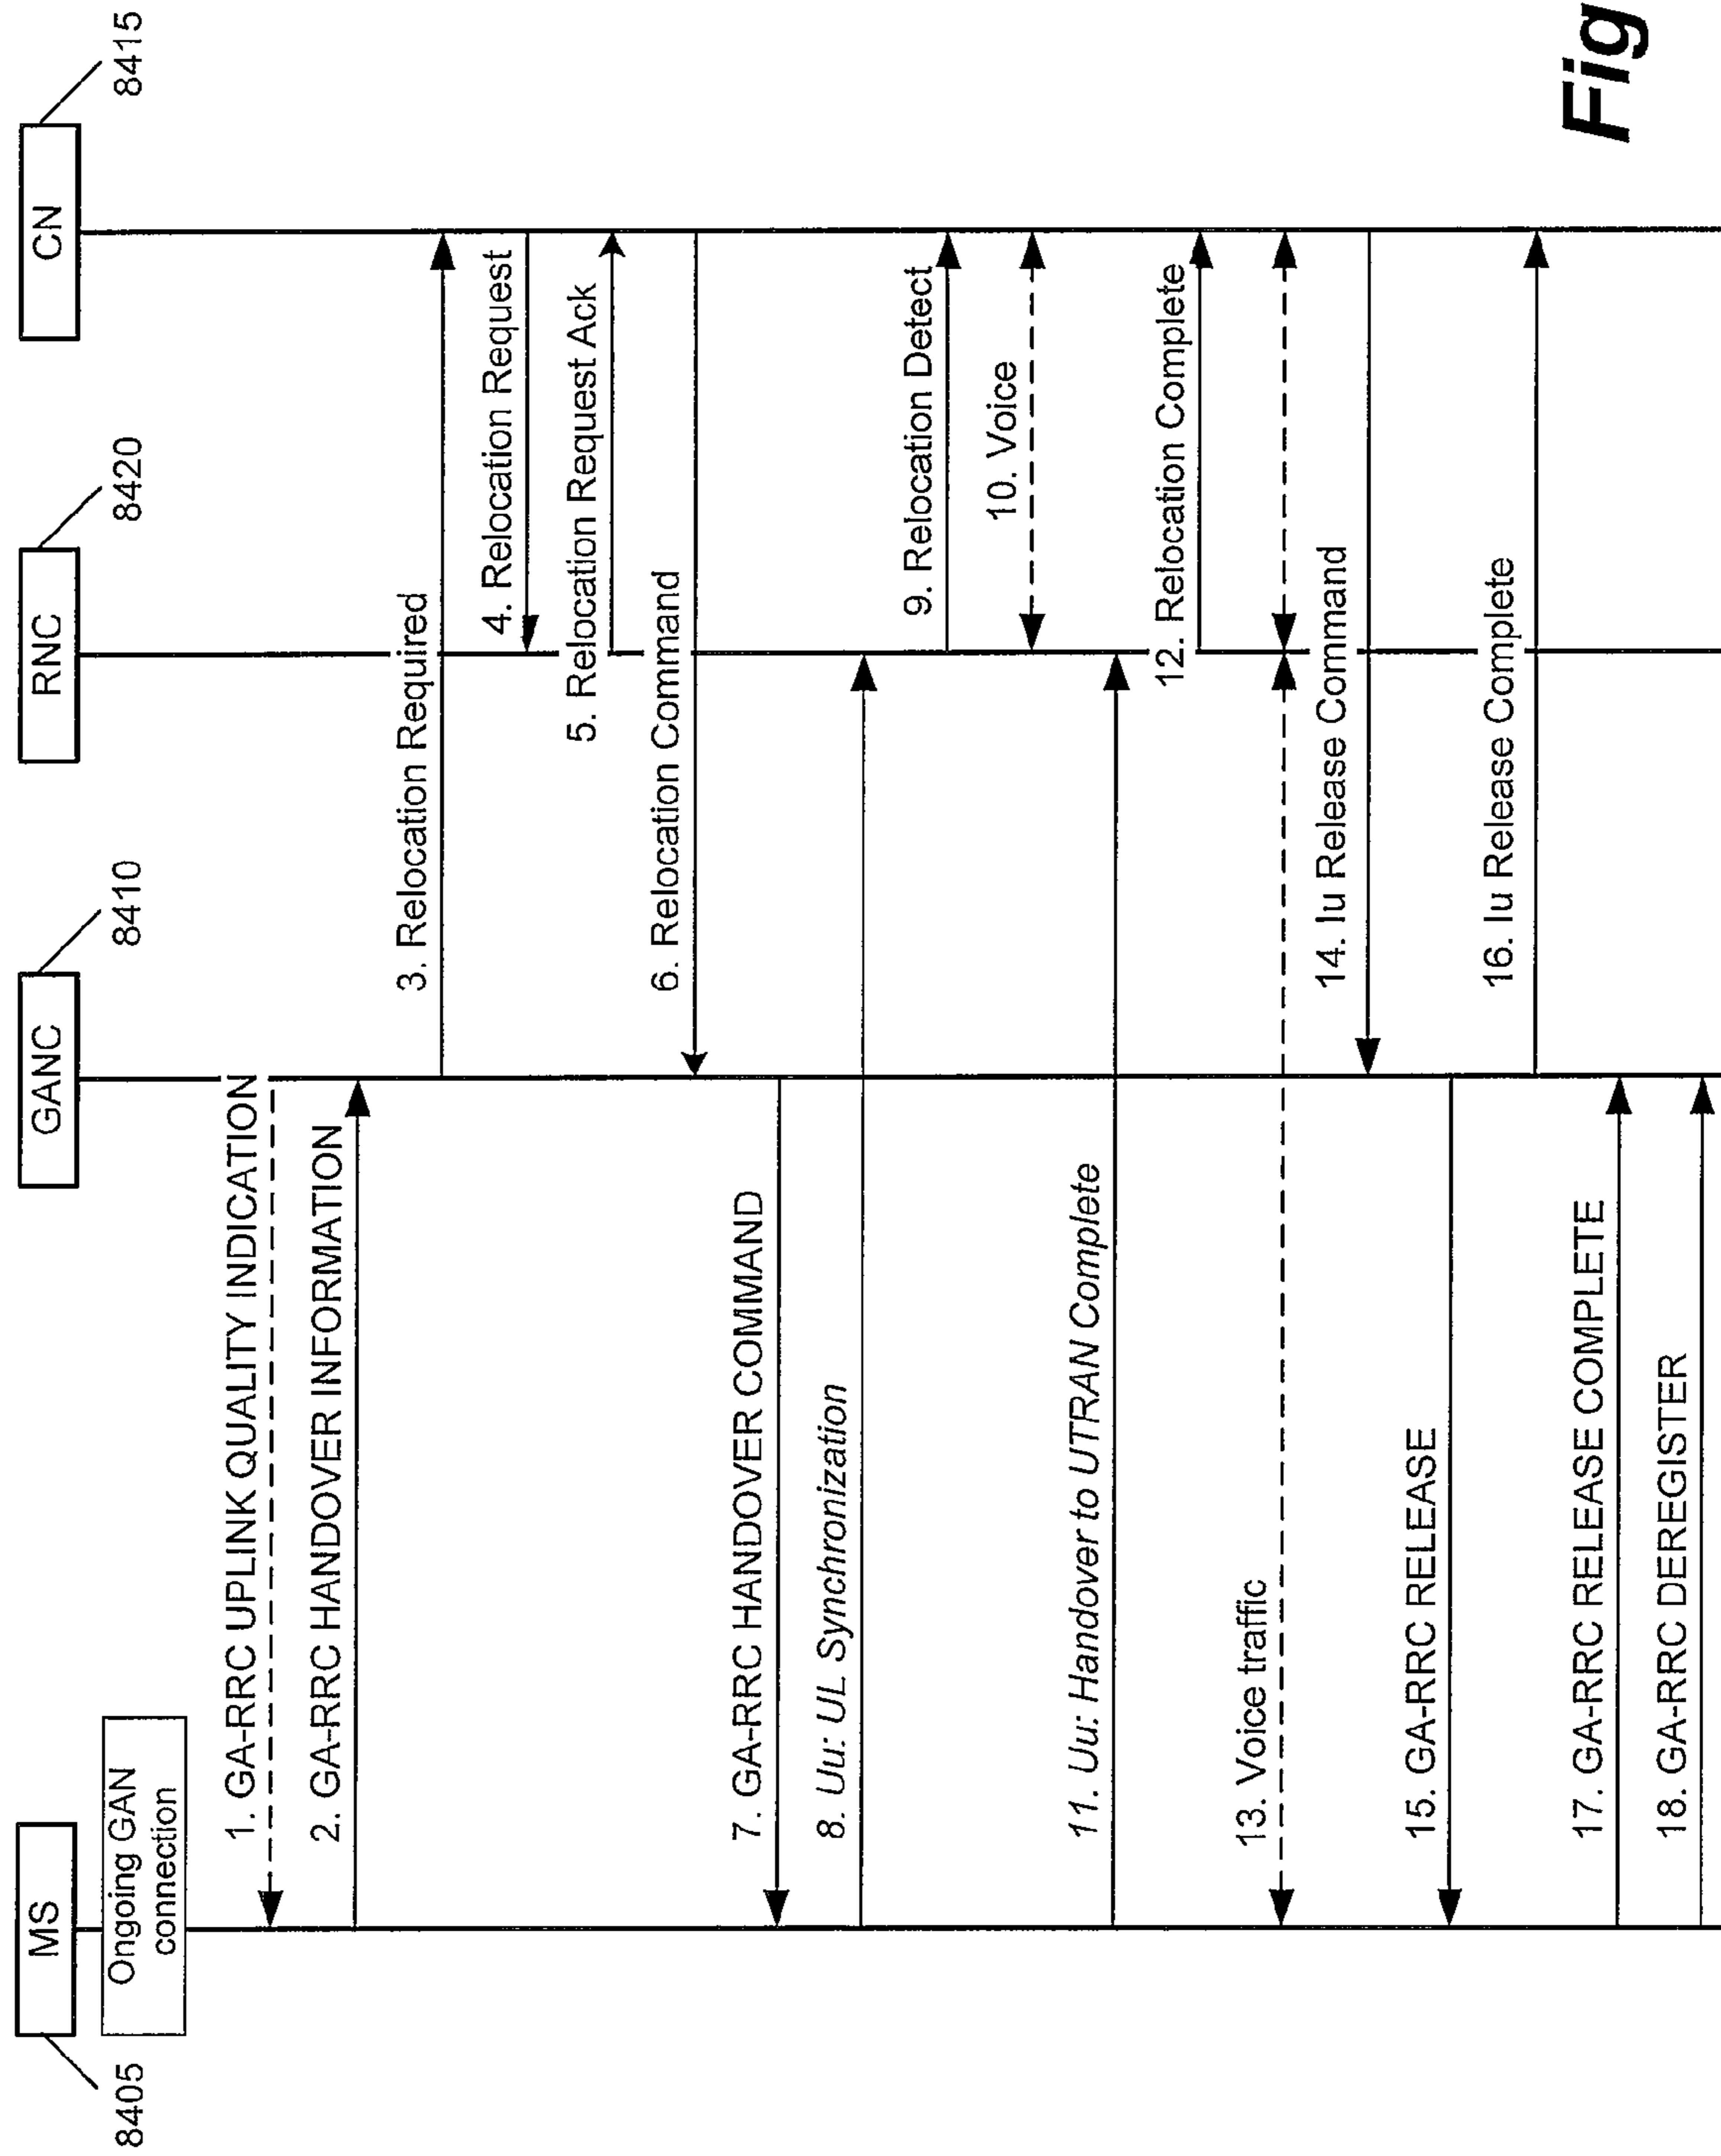 MS
GANC
RNC
CN
8405
8410
8420
8415
Ongoing GAN
connection
1. GA-RRC UPLINK QUALITY INDICATION
2. GA-RRC HANDOVER INFORMATION
3. Relocation Required
4. Relocation Request
5. Relocation Request Ack
6. Relocation Command
7. GA-RRC HANDOVER COMMAND
8. Uu: UL Synchronization
9. Relocation Detect
10. Voice
11. Uu: Handover to UTRAN Complete
12. Relocation Complete
13. Voice traffic
14. Iu Release Command
15. GA-RRC RELEASE
16. Iu Release Complete
17. GA-RRC RELEASE COMPLETE
18. GA-RRC DEREGISTER
Fig